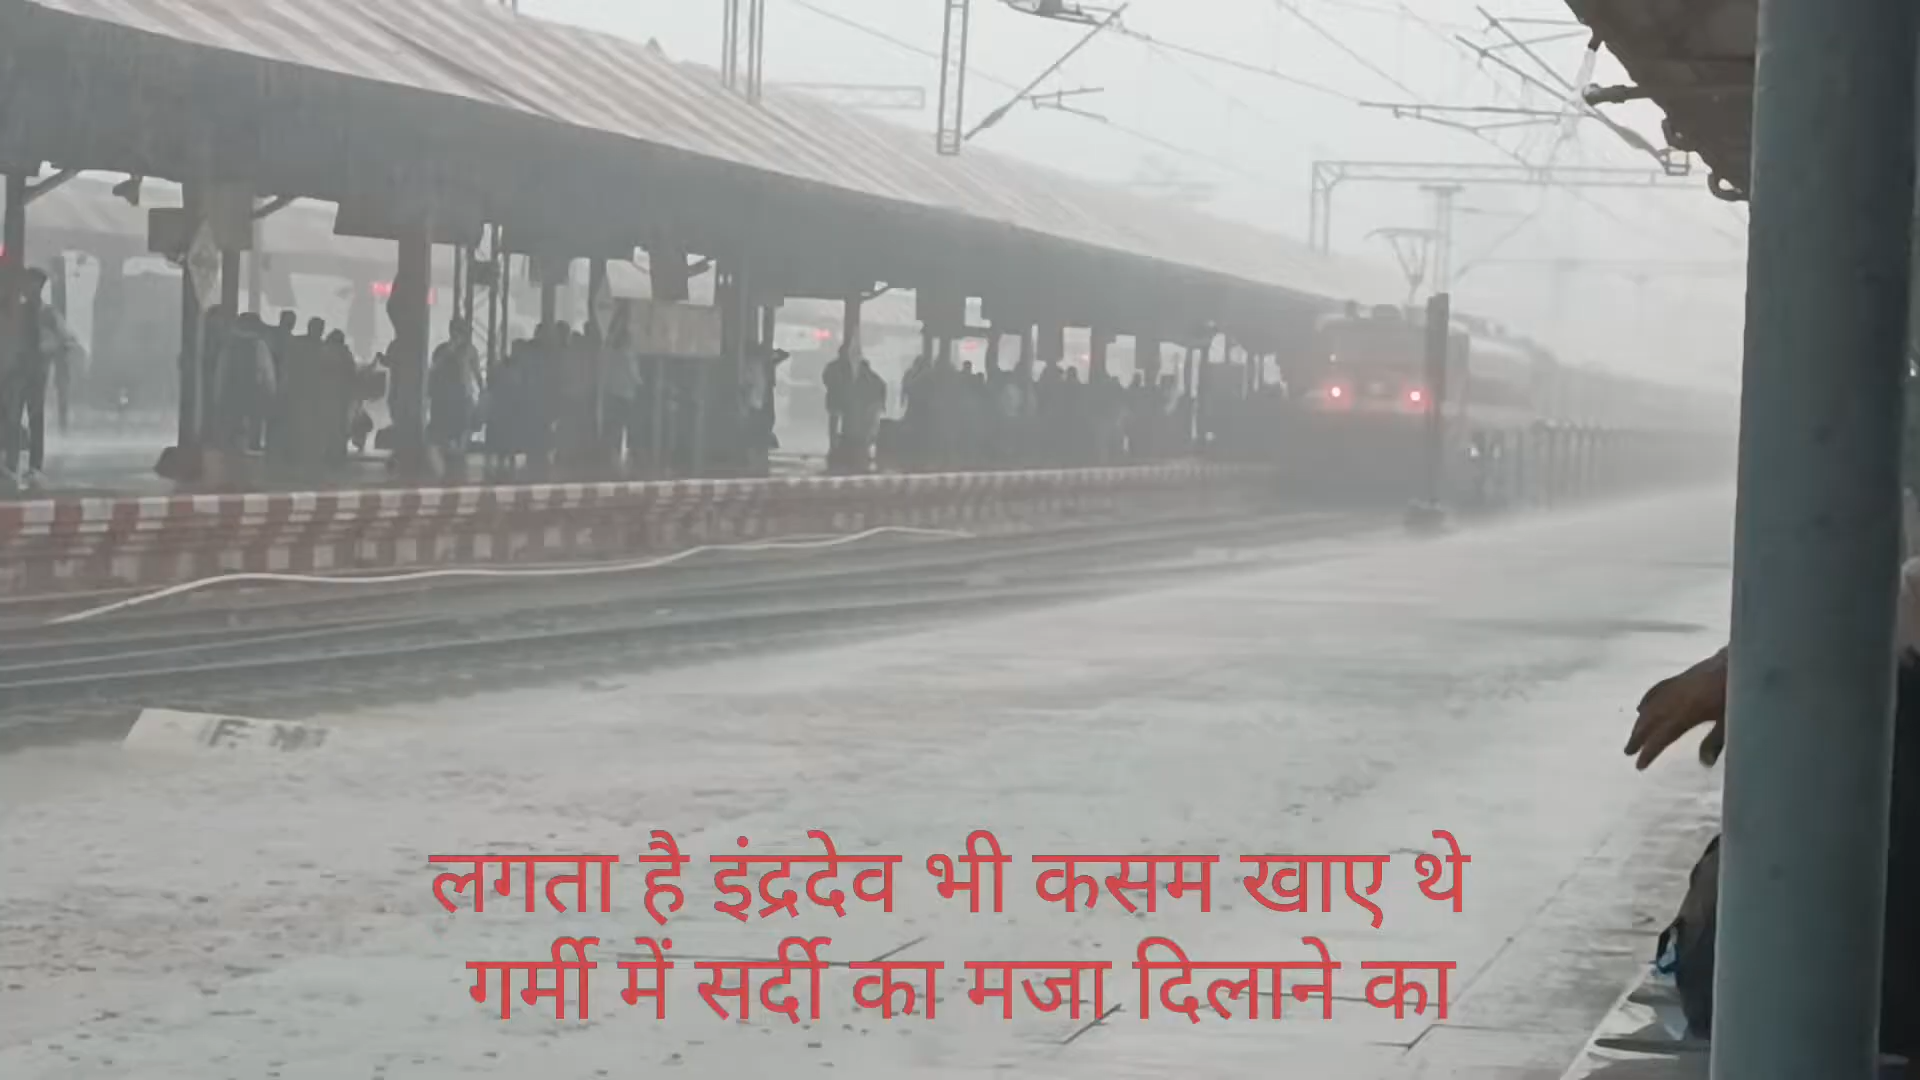 लगता है इंद्रदेव भी कसम खाए थे
गर्मी में सर्दी का मजा दिलाने का